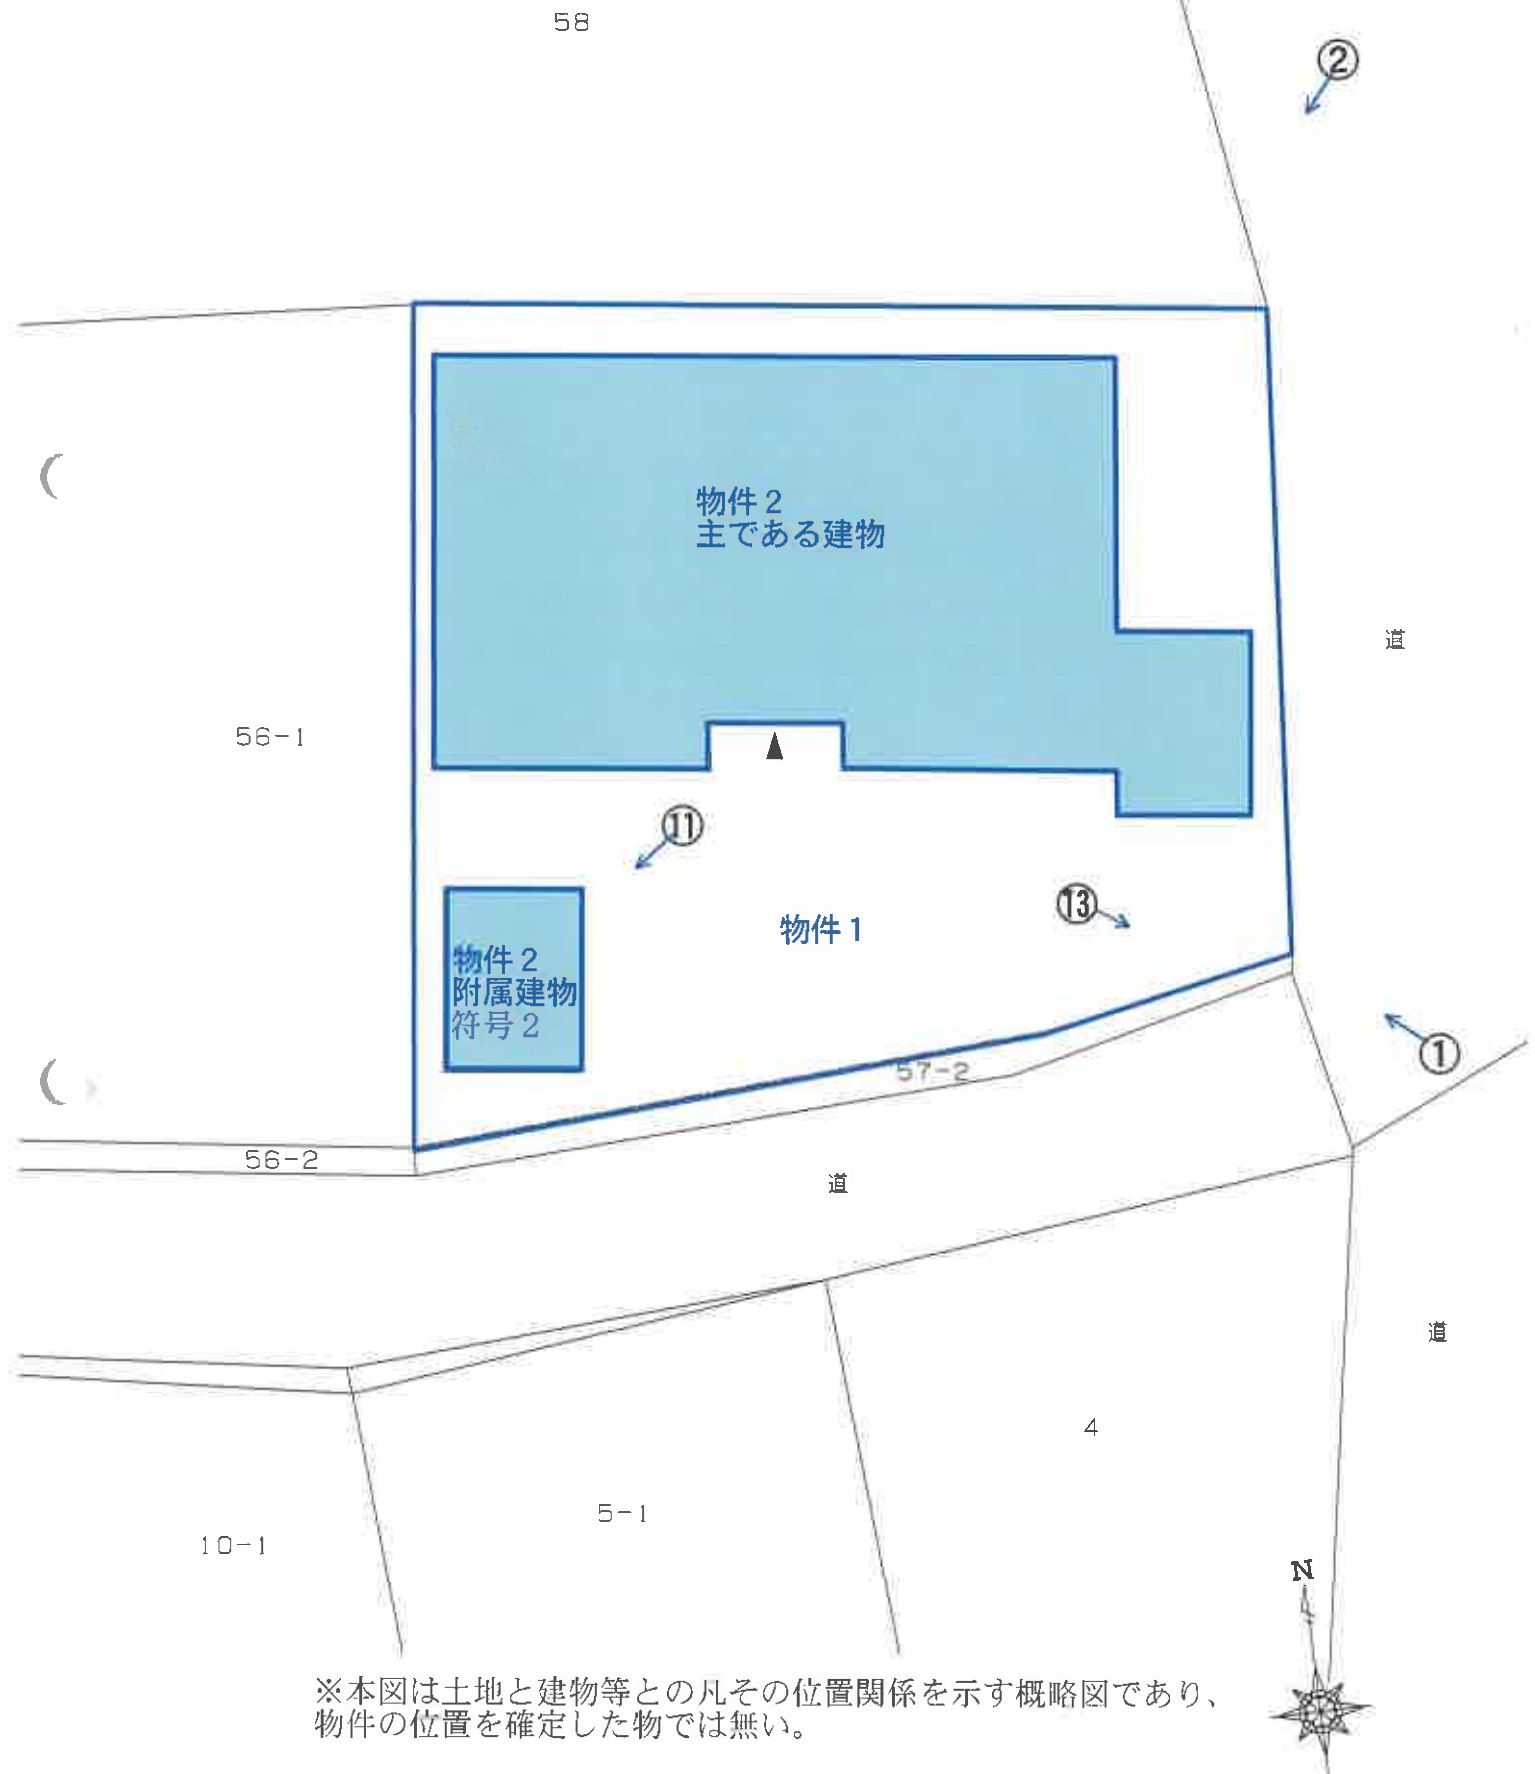 58
②
物件2
主である建物
道
56-1
⑪
⑬
物件1
物件2
附属建物
符号2
①
57-2
56-2
道
道
4
5-1
10-1
N
※本図は土地と建物等との凡その位置関係を示す概略図であり、
物件の位置を確定した物では無い。